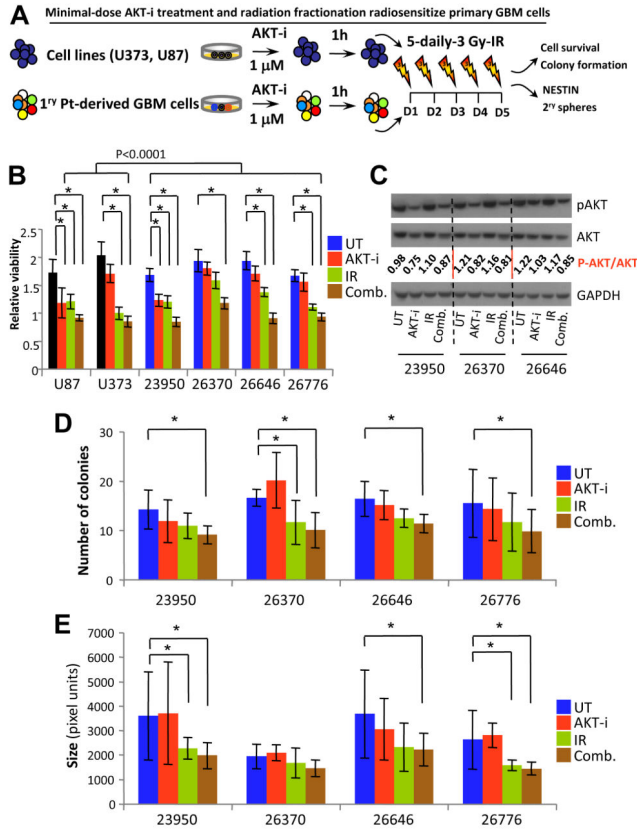 A
Minimal-dose AKT-i treatment and radiation fractionation radiosensitize primary GBM cells
Cell lines (U373, U87)
AKT-i
1 µM
1h
5-daily-3 Gy-IR
Cell survival
Colony formation
1ry Pt-derived GBM cells
AKT-i
1 µM
1h
D1 D2 D3 D4 D5
NESTIN
2ry spheres
B
P<0.0001
* * * * * * * * * * * *
Relative viability
2.5
2
1.5
1
0.5
0
UT
AKT-i
IR
Comb.
U87 U373 23950 26370 26646 26776
C
pAKT
AKT
0.98 0.75 1.10 0.87 1.21 0.82 1.16 0.81 1.22 1.03 1.17 0.85 P-AKT/AKT
GAPDH
UT AKT-i IR Comb. UT AKT-i IR Comb. UT AKT-i IR Comb.
23950 26370 26646
D
* * * * *
Number of colonies
30
20
10
0
UT
AKT-i
IR
Comb.
23950 26370 26646 26776
E
* * * * *
Size (pixel units)
7000
6000
5000
4000
3000
2000
1000
0
UT
AKT-i
IR
Comb.
23950 26370 26646 26776